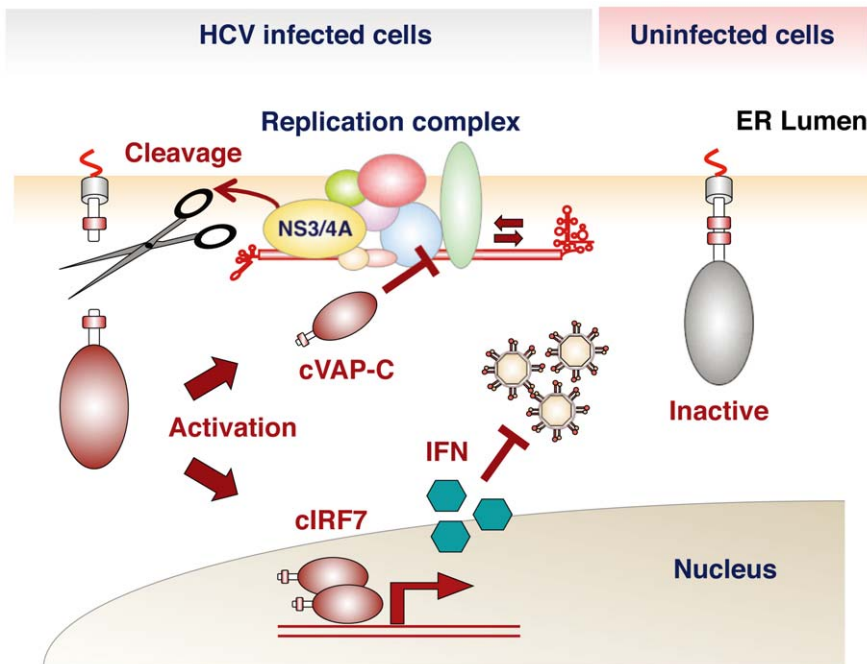 HCV infected cells
Uninfected cells
Replication complex
ER Lumen
Cleavage
NS3/4A
cVAP-C
Inactive
Activation
IFN
cIRF7
Nucleus